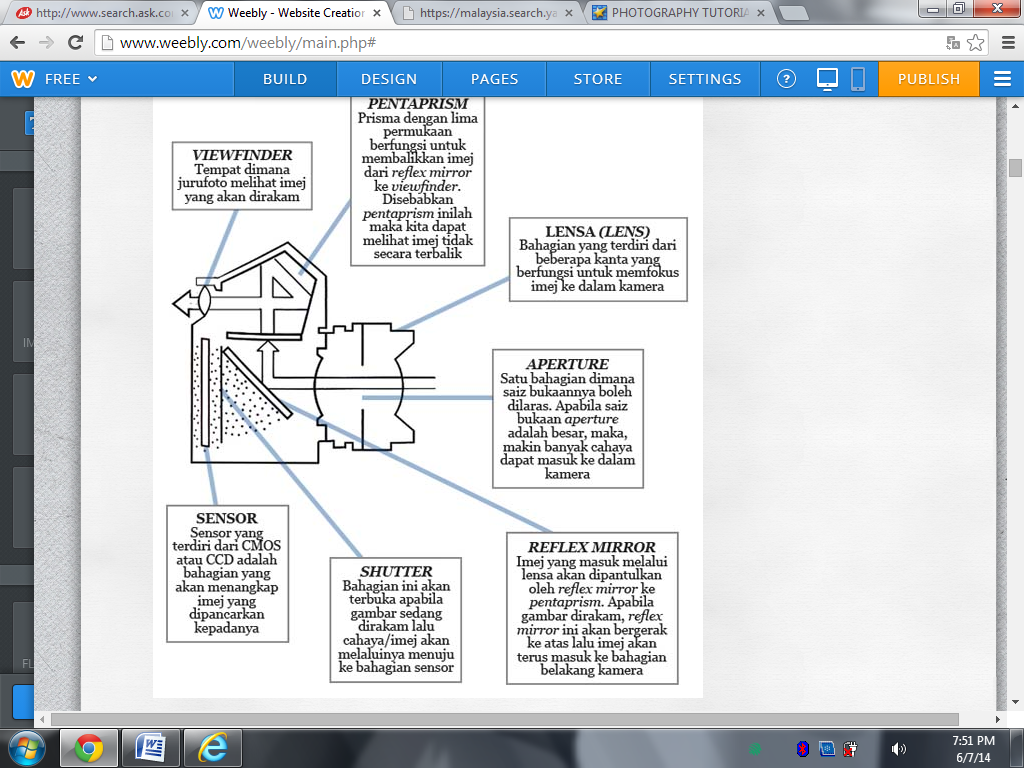 http://www.search.ask.co
Weebly - Website Creation
https://malaysia.search.ya
PHOTOGRAPHY TUTORIA
www.weebly.com/weebly/main.php#
FREE
BUILD
DESIGN
PAGES
STORE
SETTINGS
?
PUBLISH
PENTAPRISM
Prisma dengan lima
permukaan
berfungsi untuk
membalikkan imej
dari reflex mirror
ke viewfinder.
Disebabkan
pentaprism inilah
maka kita dapat
melihat imej tidak
secara terbalik
VIEWFINDER
Tempat dimana
jurufoto melihat imej
yang akan dirakam
LENSA (LENS)
Bahagian yang terdiri dari
beberapa kanta yang
berfungsi untuk memfokus
imej ke dalam kamera
APERTURE
Satu bahagian dimana
saiz bukaannya boleh
dilaras. Apabila saiz
bukaan aperture
adalah besar, maka,
makin banyak cahaya
dapat masuk ke dalam
kamera
SENSOR
Sensor yang
terdiri dari CMOS
atau CCD adalah
bahagian yang
akan menangkap
imej yang
dipancarkan
kepadanya
SHUTTER
Bahagian ini akan
terbuka apabila
gambar sedang
dirakam lalu
cahaya/imej akan
melaluinya menuju
ke bahagian sensor
REFLEX MIRROR
Imej yang masuk melalui
lensa akan dipantulkan
oleh reflex mirror ke
pentaprism. Apabila
gambar dirakam, reflex
mirror ini akan bergerak
ke atas lalu imej akan
terus masuk ke bahagian
belakang kamera
IM
FL
7:51 PM
6/7/14